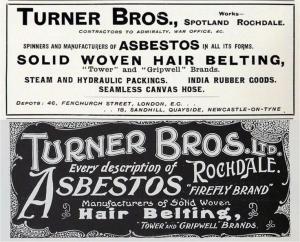 TURNER BROS., Works— SPOTLAND ROCHDALE.
CONTRACTORS TO ADMIRALTY, WAR OFFICE, &c.
SPINNERS AND MANUFACTURERS OF ASBESTOS IN ALL ITS FORMS.
SOLID WOVEN HAIR BELTING,
"Tower" and "Gripwell" Brands.
STEAM AND HYDRAULIC PACKINGS. INDIA RUBBER GOODS.
SEAMLESS CANVAS HOSE.
DEPOTS: 46, FENCHURCH STREET, LONDON, E.C. . . .
. . . 18, SANDHILL, QUAYSIDE, NEWCASTLE-ON-TYNE
TURNER BROS. LTD.
ROCHDALE.
Every description of
ASBESTOS "FIREFLY BRAND"
Manufacturers of Solid Woven
Hair Belting,
"TOWER AND GRIPWELL" BRANDS.